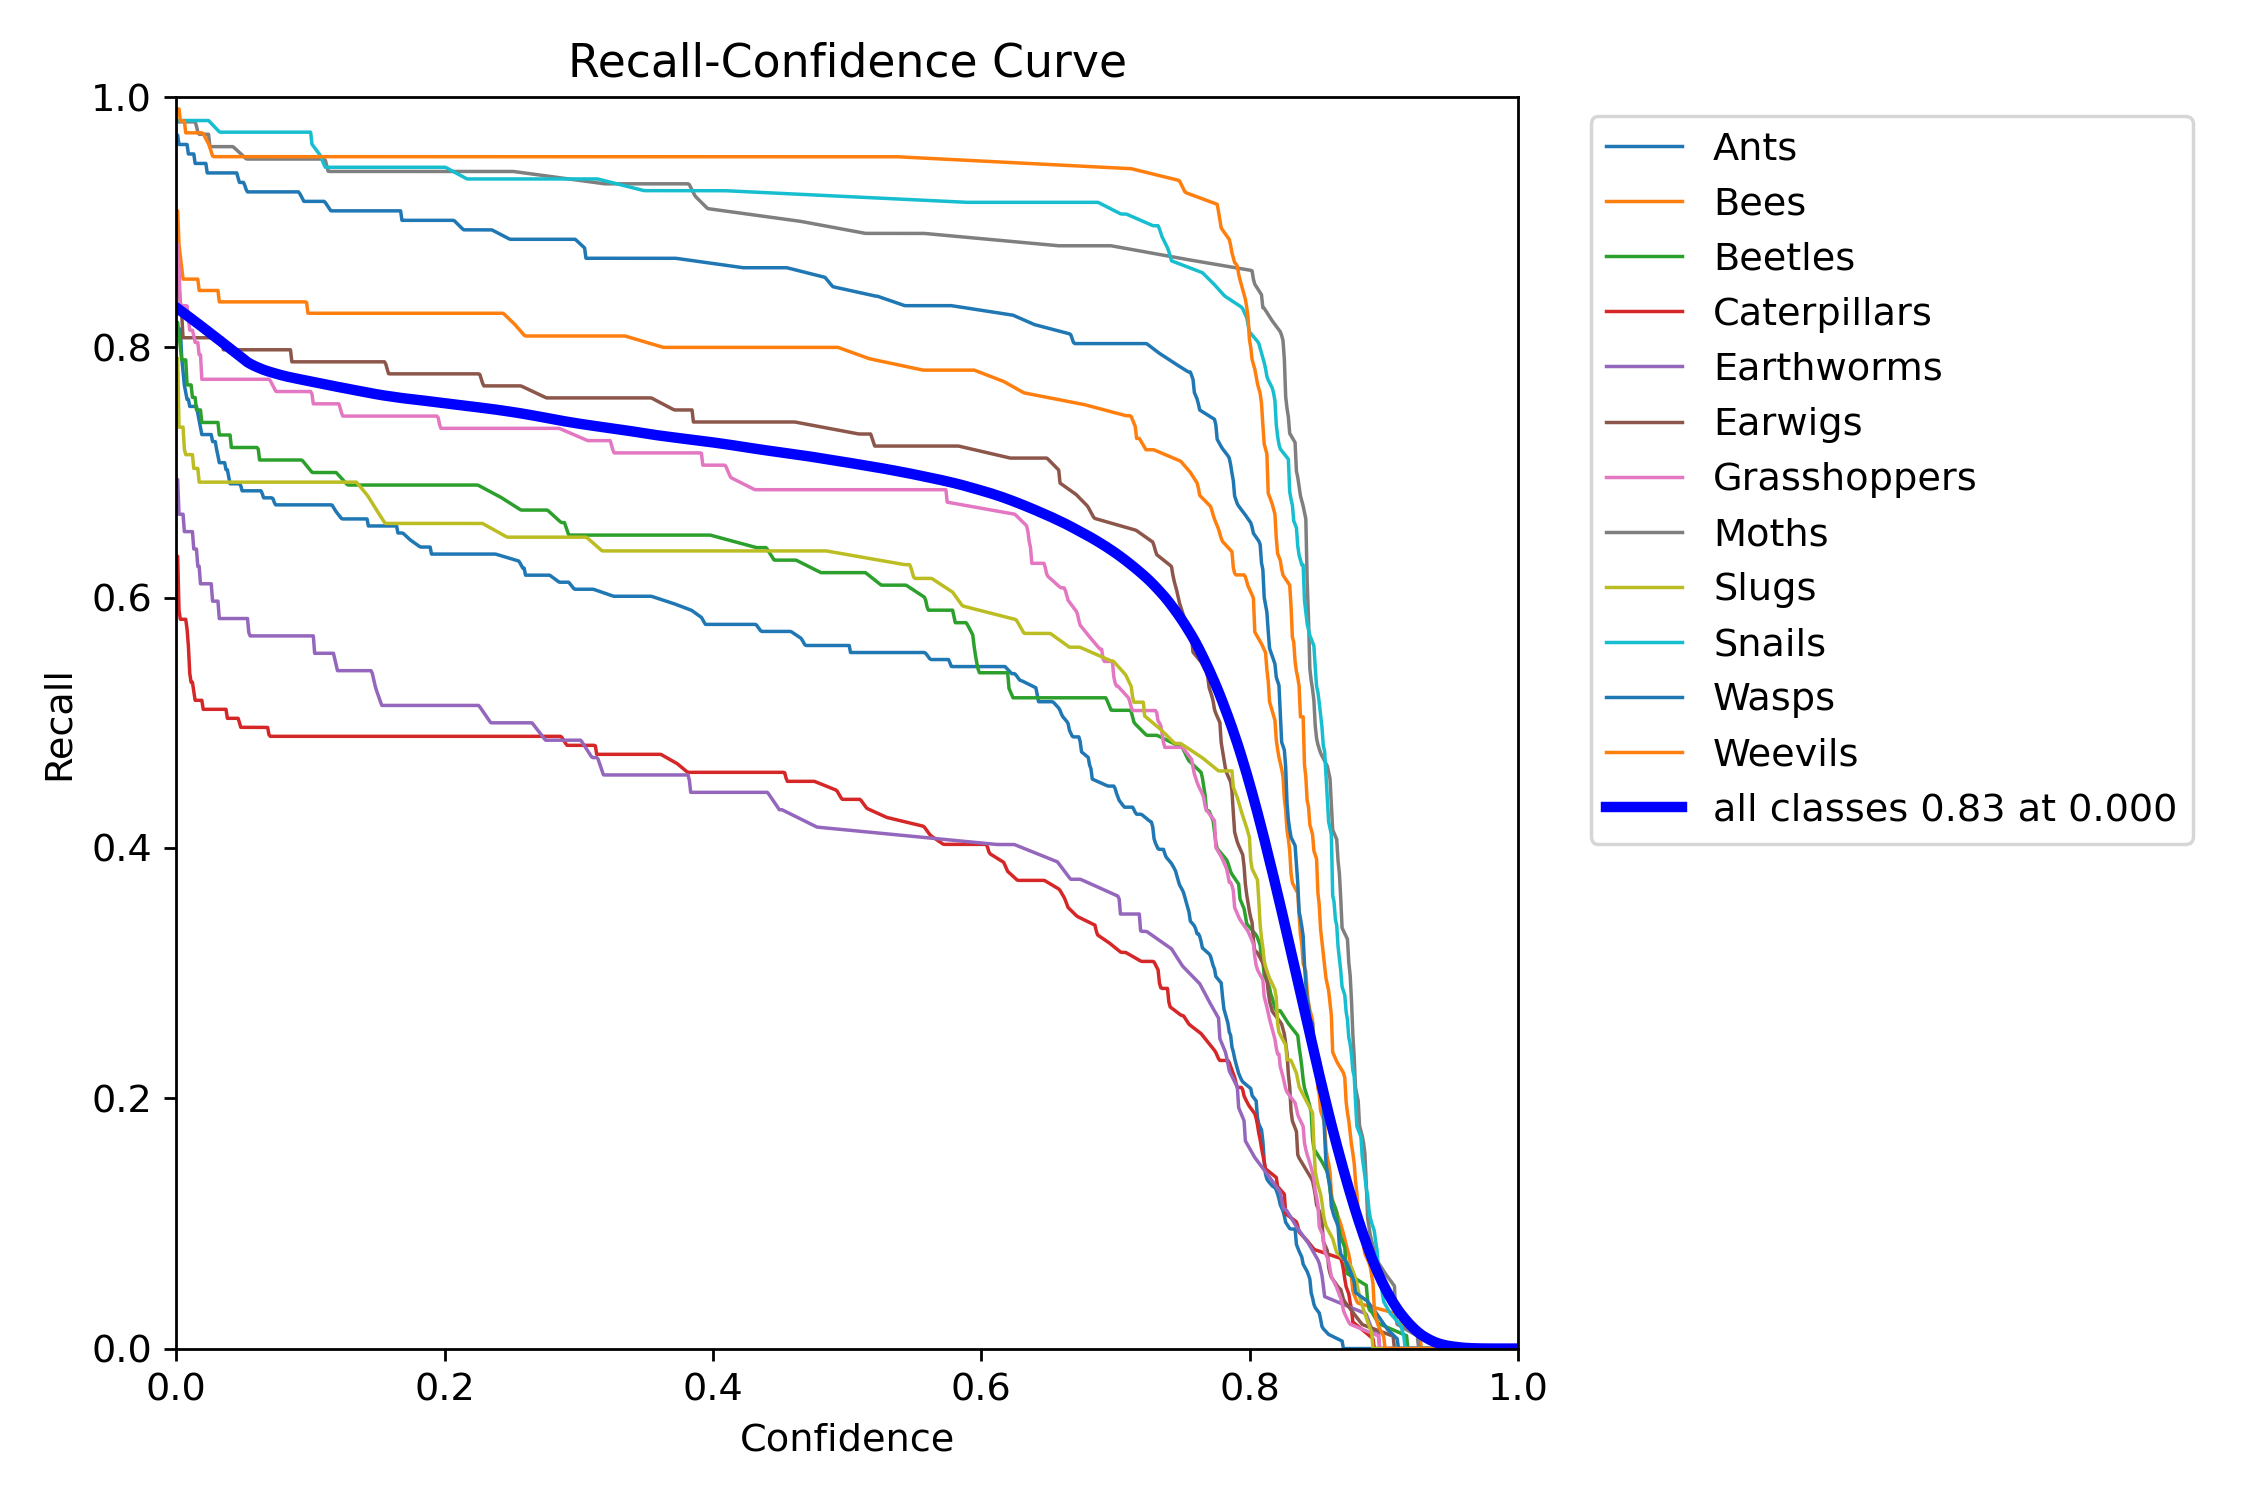 Recall-Confidence Curve
1.0
0.8
0.6
0.4
0.2
0.0
Recall
0.0 0.2 0.4 0.6 0.8 1.0
Confidence
Ants
Bees
Beetles
Caterpillars
Earthworms
Earwigs
Grasshoppers
Moths
Slugs
Snails
Wasps
Weevils
all classes 0.83 at 0.000